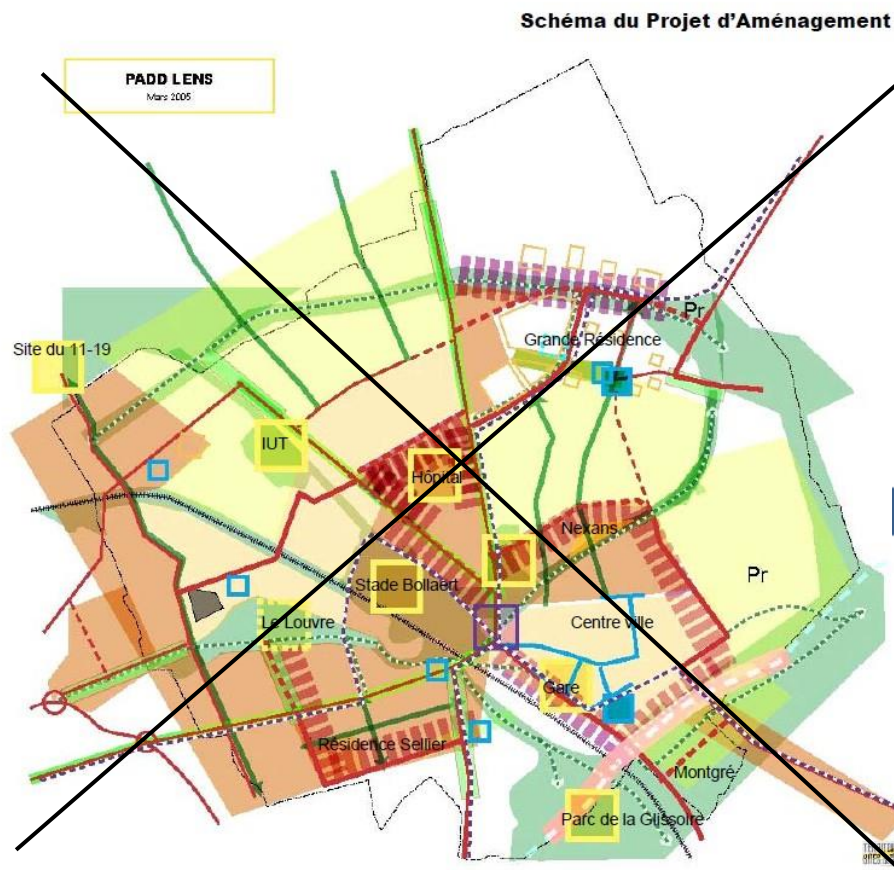 Schéma du Projet d'Aménagement
PADD LENS
Mars 2005
Pr
Site du 11-19
Grande Résidence
IUT
Hôpital
Nexans
Pr
Stade Bollaert
Le Louvre
Centre ville
Gare
Résidence Sellier
Montgré
Parc de la Glissoire